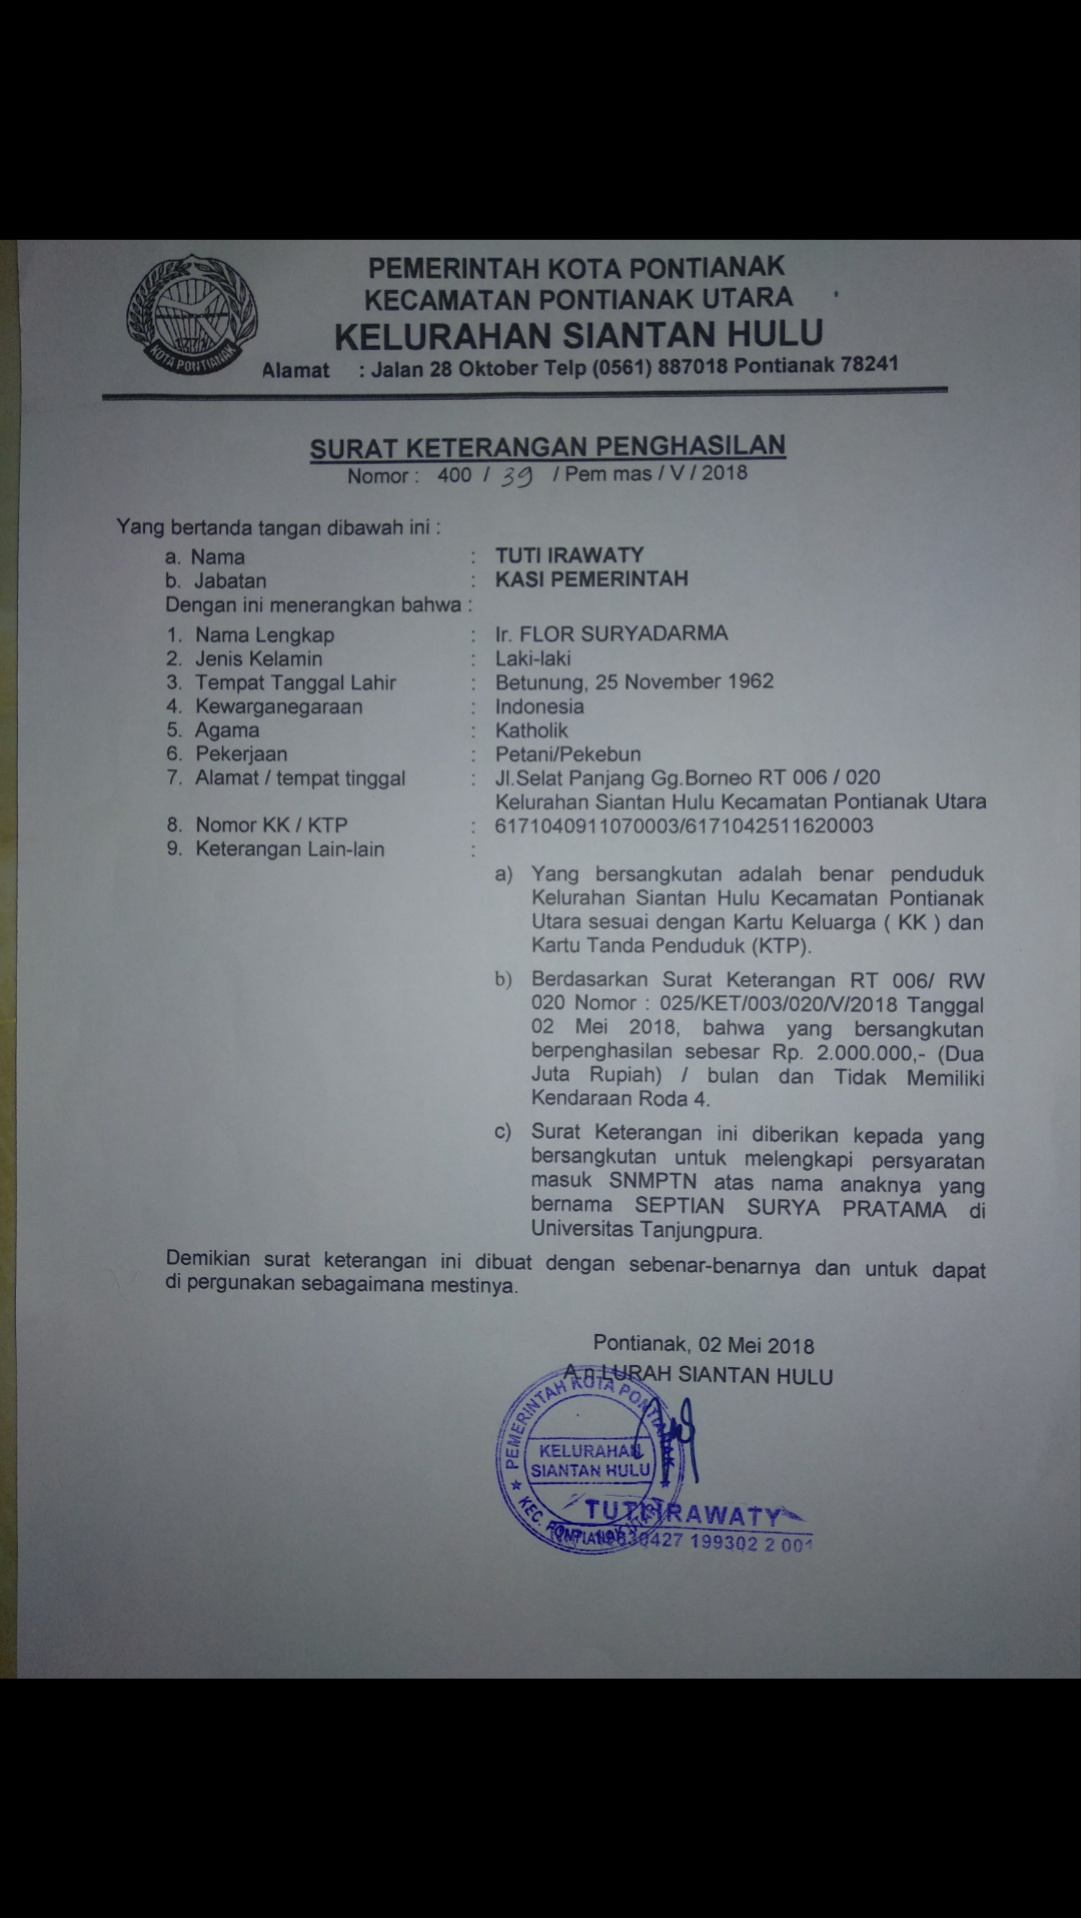 PEMERINTAH KOTA PONTIANAK
KECAMATAN PONTIANAK UTARA
KELURAHAN SIANTAN HULU
Alamat : Jalan 28 Oktober Telp (0561) 887018 Pontianak 78241
KOTA PONTIANAK
SURAT KETERANGAN PENGHASILAN
Nomor : 400 / 39 / Pem mas / V / 2018
Yang bertanda tangan dibawah ini :
a. Nama : TUTI IRAWATY
b. Jabatan : KASI PEMERINTAH
Dengan ini menerangkan bahwa :
1. Nama Lengkap : Ir. FLOR SURYADARMA
2. Jenis Kelamin : Laki-laki
3. Tempat Tanggal Lahir : Betunung, 25 November 1962
4. Kewarganegaraan : Indonesia
5. Agama : Katholik
6. Pekerjaan : Petani/Pekebun
7. Alamat / tempat tinggal : Jl.Selat Panjang Gg.Borneo RT 006 / 020
Kelurahan Siantan Hulu Kecamatan Pontianak Utara
8. Nomor KK / KTP : 6171040911070003/6171042511620003
9. Keterangan Lain-lain :
a) Yang bersangkutan adalah benar penduduk
Kelurahan Siantan Hulu Kecamatan Pontianak
Utara sesuai dengan Kartu Keluarga ( KK ) dan
Kartu Tanda Penduduk (KTP).
b) Berdasarkan Surat Keterangan RT 006/ RW
020 Nomor : 025/KET/003/020/V/2018 Tanggal
02 Mei 2018, bahwa yang bersangkutan
berpenghasilan sebesar Rp. 2.000.000,- (Dua
Juta Rupiah) / bulan dan Tidak Memiliki
Kendaraan Roda 4.
c) Surat Keterangan ini diberikan kepada yang
bersangkutan untuk melengkapi persyaratan
masuk SNMPTN atas nama anaknya yang
bernama SEPTIAN SURYA PRATAMA di
Universitas Tanjungpura.
Demikian surat keterangan ini dibuat dengan sebenar-benarnya dan untuk dapat
di pergunakan sebagaimana mestinya.
Pontianak, 02 Mei 2018
A.n LURAH SIANTAN HULU
PEMERINTAH KOTA PONTIANAK
KELURAHAN
SIANTAN HULU
KEC. PONTIANAK
TUTI IRAWATY
630427 199302 2 001